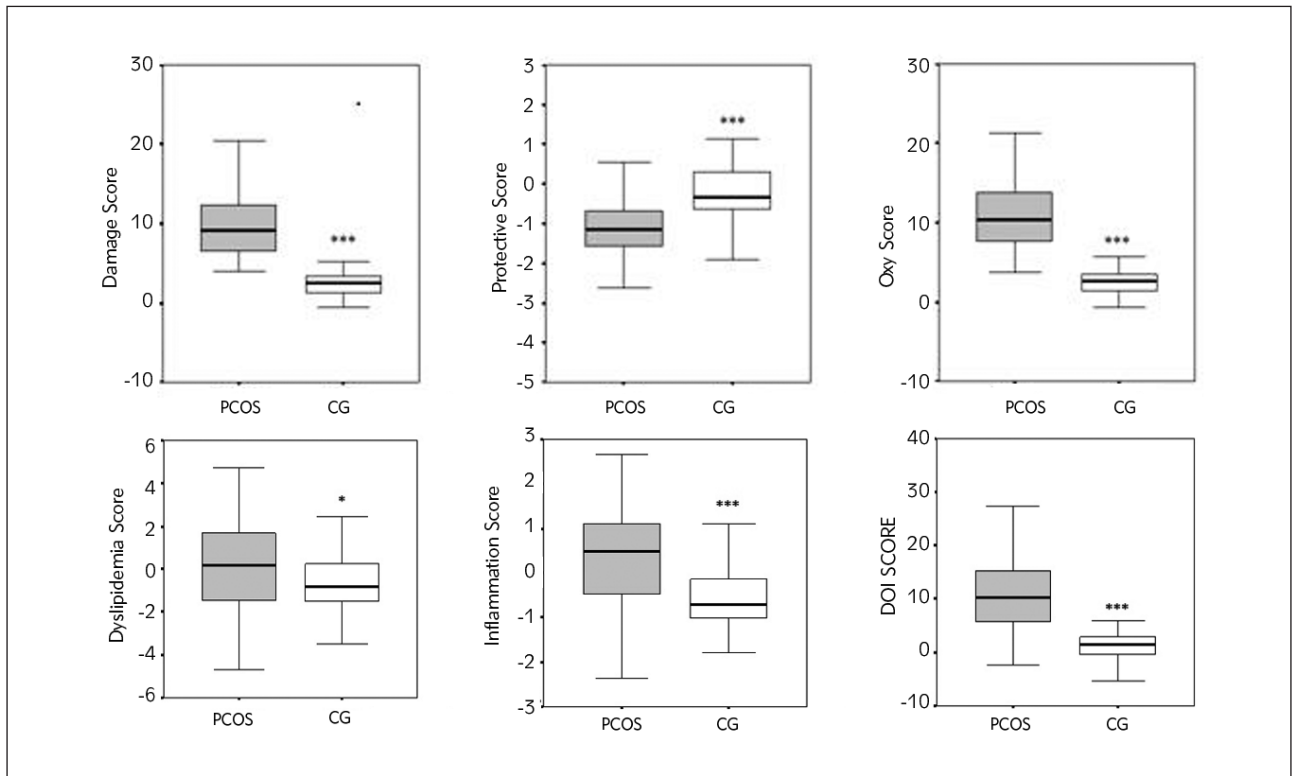 Damage Score
30
20
10
0
-10
***
PCOS
CG
Protective Score
3
2
1
0
-1
-2
-3
-4
-5
***
PCOS
CG
Oxy Score
30
20
10
0
-10
***
PCOS
CG
Dyslipidemia Score
6
4
2
0
-2
-4
-6
*
PCOS
CG
Inflammation Score
3
2
1
0
-1
-2
-3
***
PCOS
CG
DOI SCORE
40
30
20
10
0
-10
***
PCOS
CG